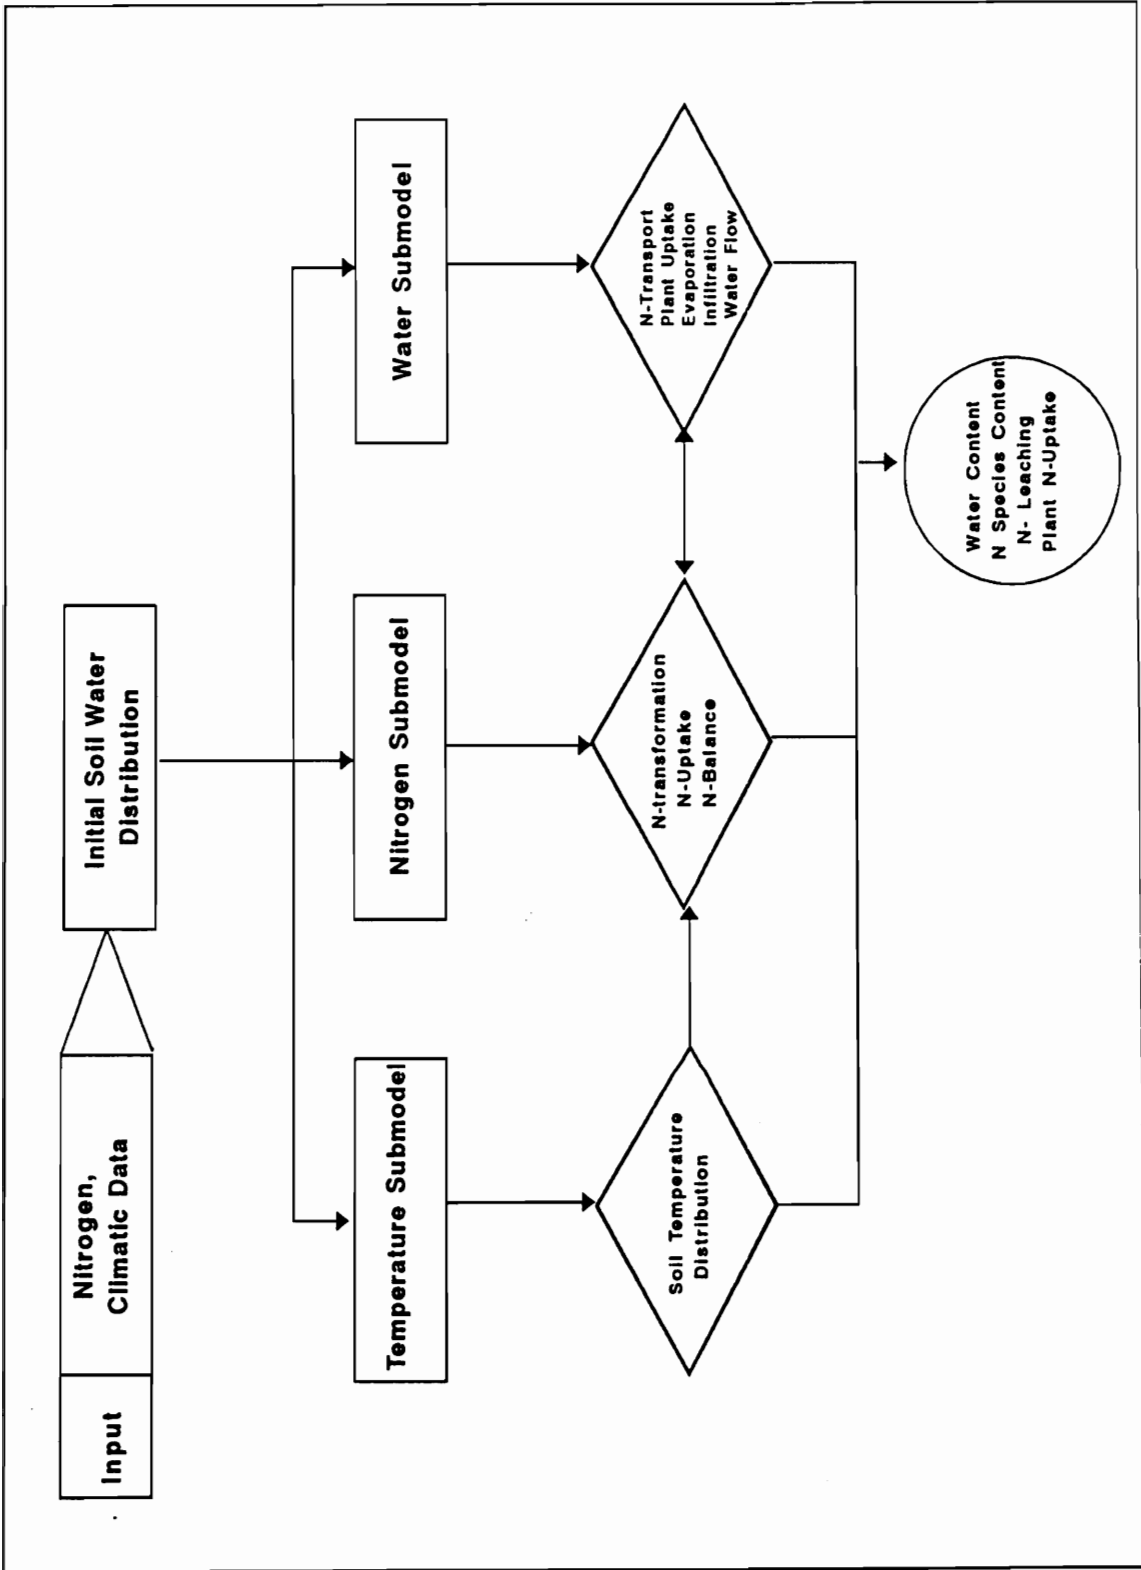 Input
Nitrogen,
Climatic Data
Initial Soil Water
Distribution
Temperature Submodel
Nitrogen Submodel
Water Submodel
Soil Temperature
Distribution
N-transformation
N-Uptake
N-Balance
N-Transport
Plant Uptake
Evaporation
Infiltration
Water Flow
Water Content
N Species Content
N- Leaching
Plant N-Uptake